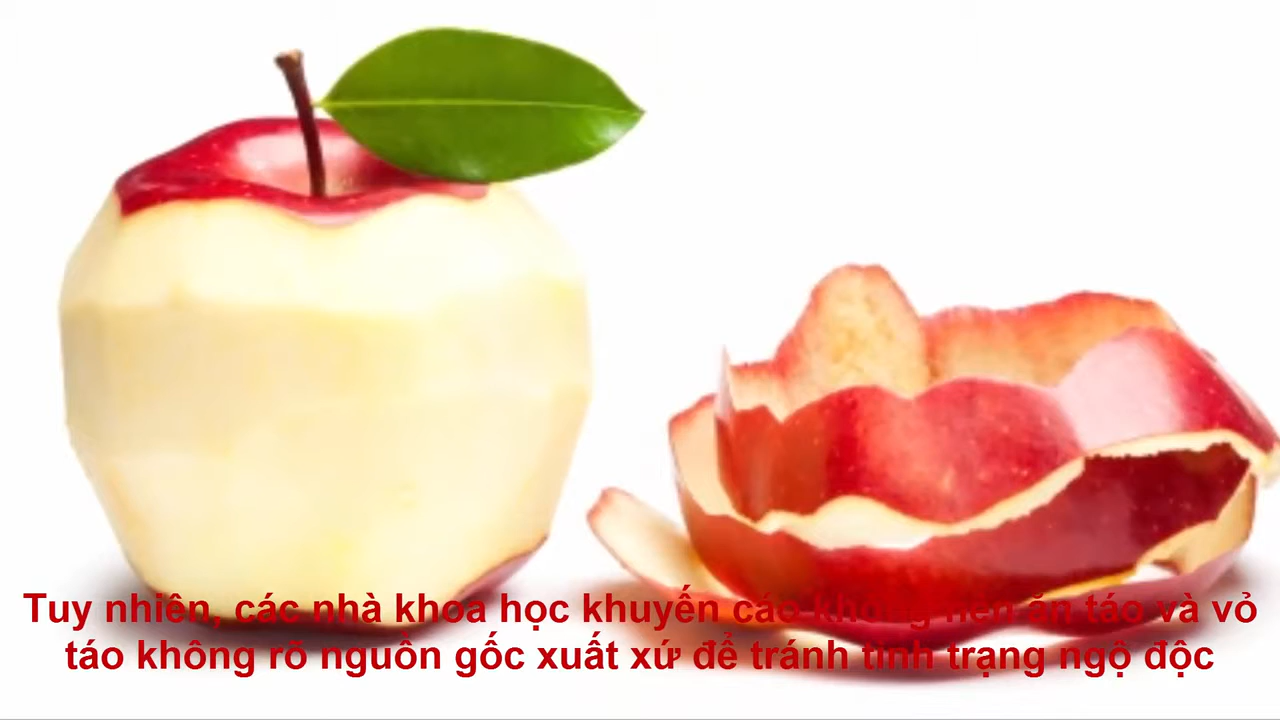 Tuy nhiên, các nhà khoa học khuyến cáo không nên ăn táo và vỏ
táo không rõ nguồn gốc xuất xứ để tránh tình trạng ngộ độc